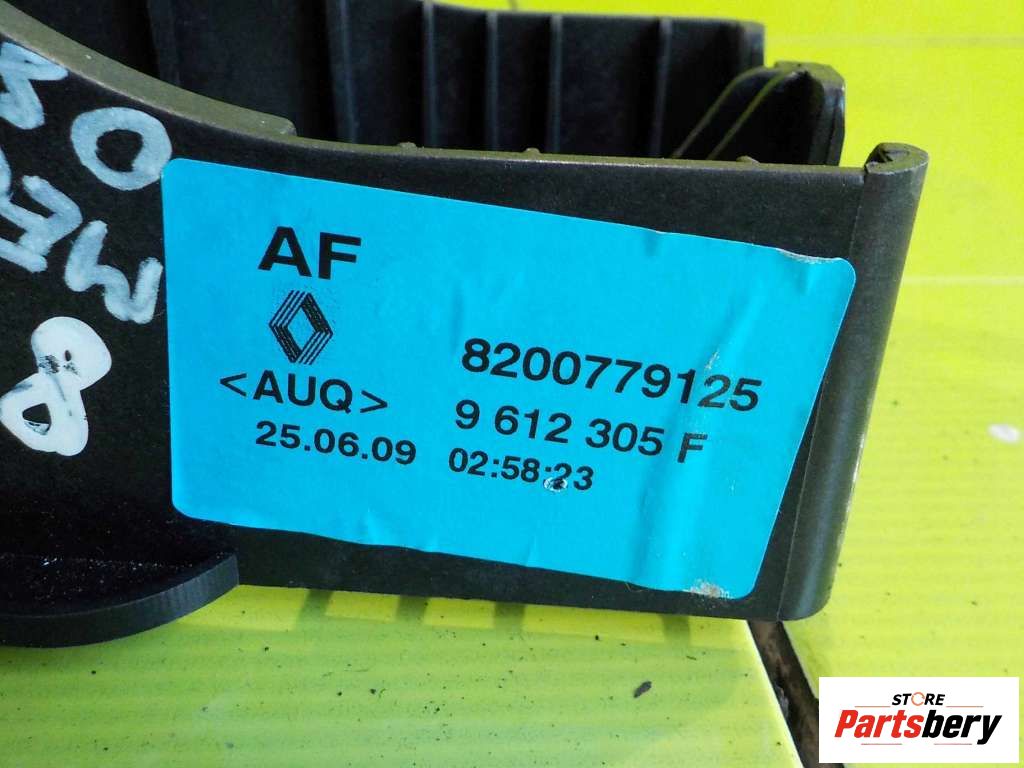 AF
<AUQ>
8200779125
9 612 305 F
25.06.09 02:58:23
STORE
Partsbery